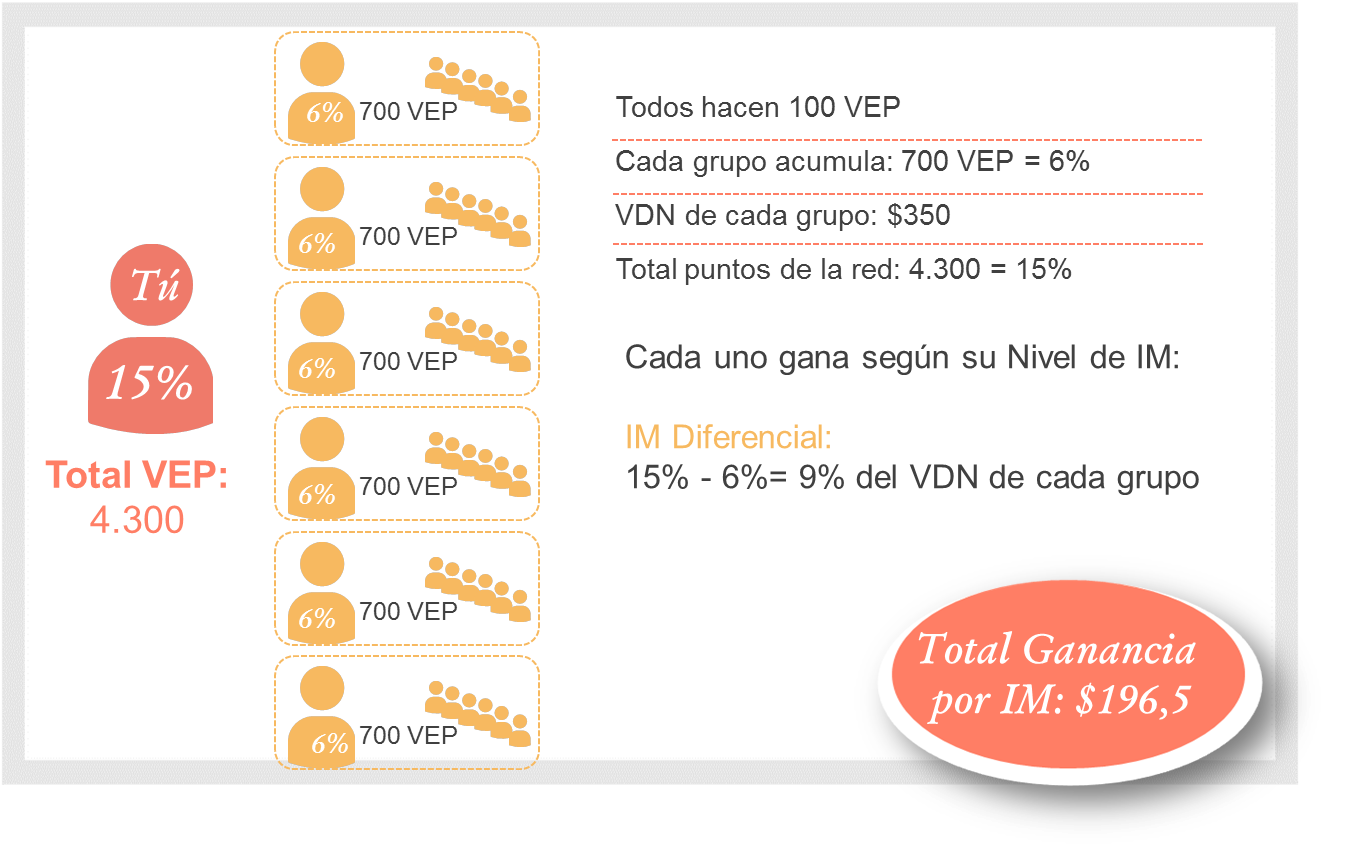 Tú
15%
Total VEP:
4.300
6% 700 VEP
6% 700 VEP
6% 700 VEP
6% 700 VEP
6% 700 VEP
6% 700 VEP
Todos hacen 100 VEP
Cada grupo acumula: 700 VEP = 6%
VDN de cada grupo: $350
Total puntos de la red: 4.300 = 15%
Cada uno gana según su Nivel de IM:
IM Diferencial:
15% - 6%= 9% del VDN de cada grupo
Total Ganancia
por IM: $196,5